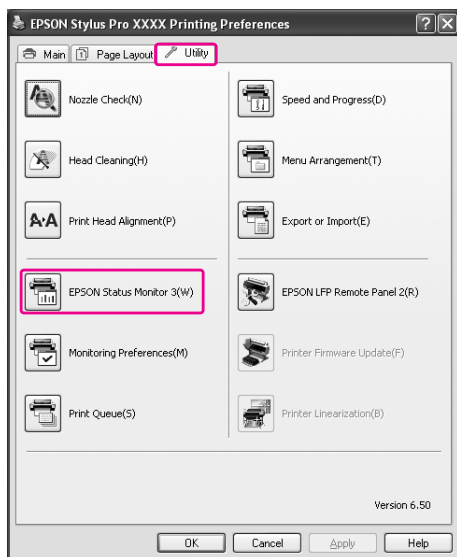 EPSON Stylus Pro XXXX Printing Preferences
Main
Page Layout
Utility
Nozzle Check(N)
Speed and Progress(D)
Head Cleaning(H)
Menu Arrangement(T)
Print Head Alignment(P)
Export or Import(E)
EPSON Status Monitor 3(W)
EPSON LFP Remote Panel 2(R)
Monitoring Preferences(M)
Printer Firmware Update(F)
Print Queue(S)
Printer Linearization(B)
Version 6.50
OK
Cancel
Apply
Help